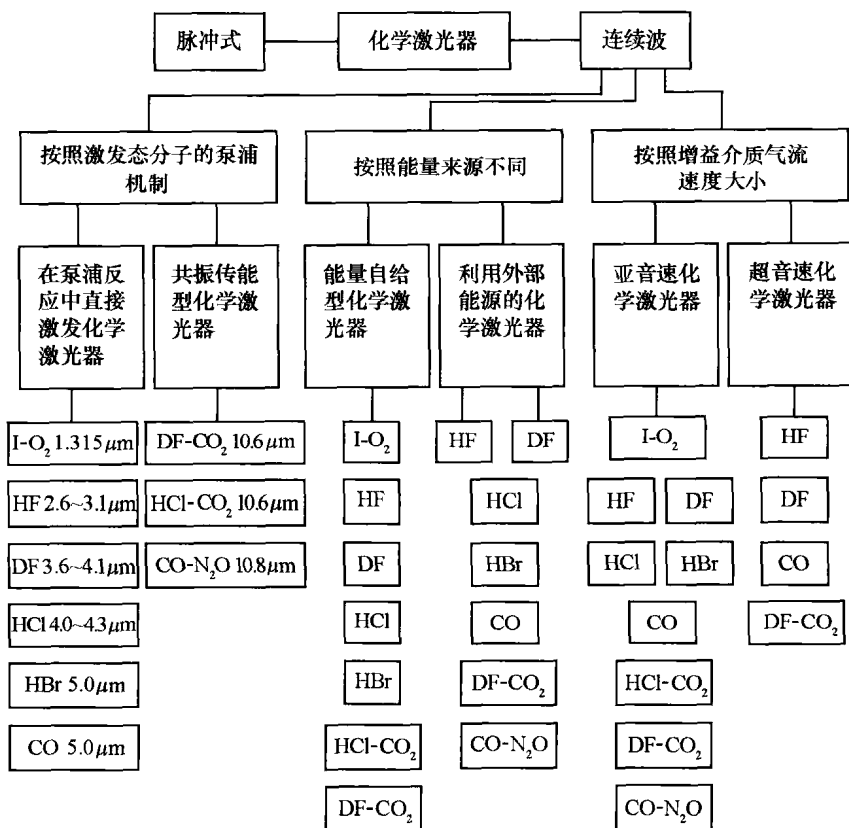 脉冲式
化学激光器
连续波
按照激发态分子的泵浦
机制
按照能量来源不同
按照增益介质气流
速度大小
在泵浦反
应中直接
激发化学
激光器
共振传能
型化学激
光器
能量自给
型化学激
光器
利用外部
能源的化
学激光器
亚音速化
学激光器
超音速化
学激光器
I-O₂ 1.315μm
HF 2.6~3.1μm
DF 3.6~4.1μm
HCl 4.0~4.3μm
HBr 5.0μm
CO 5.0μm
DF-CO₂ 10.6μm
HCl-CO₂ 10.6μm
CO-N₂O 10.8μm
I-O₂
HF
DF
HCl
HBr
HCl-CO₂
DF-CO₂
HF
DF
HCl
HBr
CO
DF-CO₂
CO-N₂O
I-O₂
HF
DF
HCl
HBr
CO
HCl-CO₂
DF-CO₂
CO-N₂O
HF
DF
CO
DF-CO₂